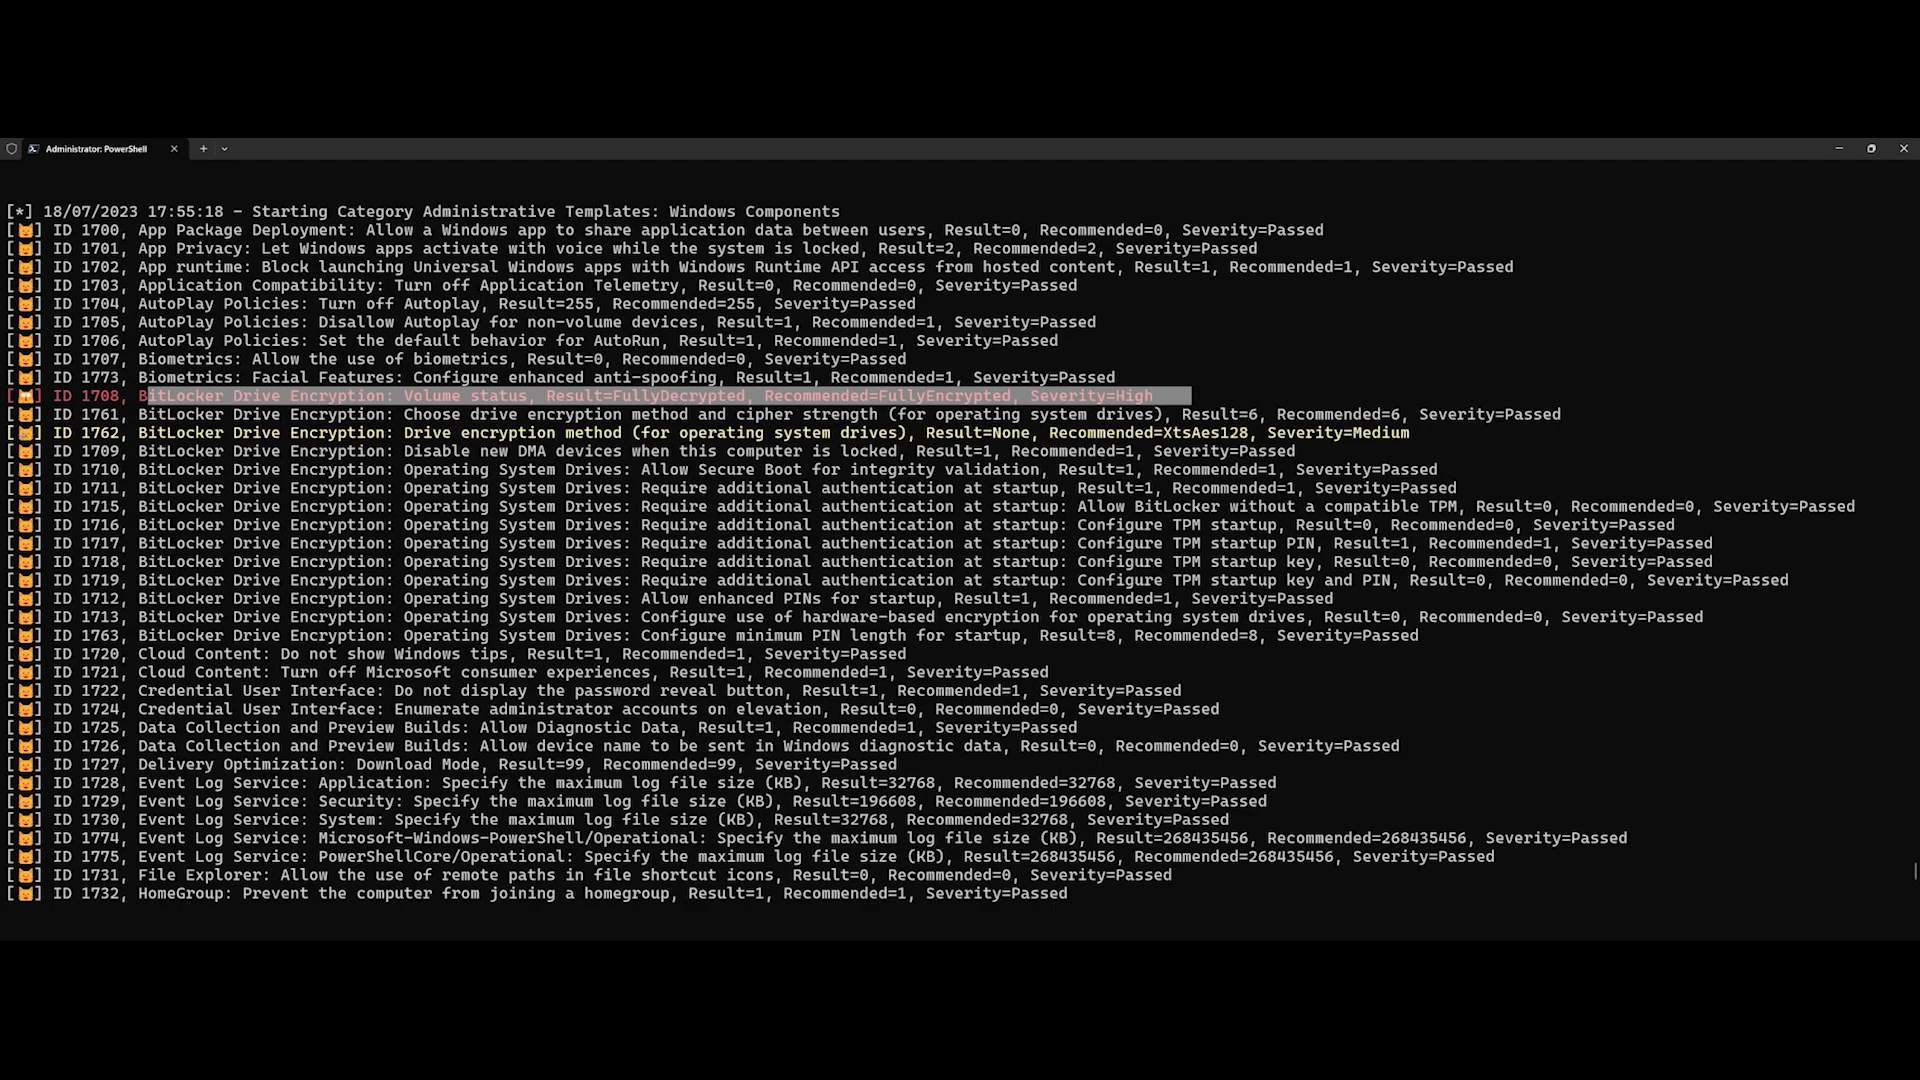 Administrator: PowerShell
[*] 18/07/2023 17:55:18 - Starting Category Administrative Templates: Windows Components
[😺] ID 1700, App Package Deployment: Allow a Windows app to share application data between users, Result=0, Recommended=0, Severity=Passed
[😺] ID 1701, App Privacy: Let Windows apps activate with voice while the system is locked, Result=2, Recommended=2, Severity=Passed
[😺] ID 1702, App runtime: Block launching Universal Windows apps with Windows Runtime API access from hosted content, Result=1, Recommended=1, Severity=Passed
[😺] ID 1703, Application Compatibility: Turn off Application Telemetry, Result=0, Recommended=0, Severity=Passed
[😺] ID 1704, AutoPlay Policies: Turn off Autoplay, Result=255, Recommended=255, Severity=Passed
[😺] ID 1705, AutoPlay Policies: Disallow Autoplay for non-volume devices, Result=1, Recommended=1, Severity=Passed
[😺] ID 1706, AutoPlay Policies: Set the default behavior for AutoRun, Result=1, Recommended=1, Severity=Passed
[😺] ID 1707, Biometrics: Allow the use of biometrics, Result=0, Recommended=0, Severity=Passed
[😺] ID 1773, Biometrics: Facial Features: Configure enhanced anti-spoofing, Result=1, Recommended=1, Severity=Passed
[🙀] ID 1708, BitLocker Drive Encryption: Volume status, Result=FullyDecrypted, Recommended=FullyEncrypted, Severity=High
[😺] ID 1761, BitLocker Drive Encryption: Choose drive encryption method and cipher strength (for operating system drives), Result=6, Recommended=6, Severity=Passed
[😿] ID 1762, BitLocker Drive Encryption: Drive encryption method (for operating system drives), Result=None, Recommended=XtsAes128, Severity=Medium
[😺] ID 1709, BitLocker Drive Encryption: Disable new DMA devices when this computer is locked, Result=1, Recommended=1, Severity=Passed
[😺] ID 1710, BitLocker Drive Encryption: Operating System Drives: Allow Secure Boot for integrity validation, Result=1, Recommended=1, Severity=Passed
[😺] ID 1711, BitLocker Drive Encryption: Operating System Drives: Require additional authentication at startup, Result=1, Recommended=1, Severity=Passed
[😺] ID 1715, BitLocker Drive Encryption: Operating System Drives: Require additional authentication at startup: Allow BitLocker without a compatible TPM, Result=0, Recommended=0, Severity=Passed
[😺] ID 1716, BitLocker Drive Encryption: Operating System Drives: Require additional authentication at startup: Configure TPM startup, Result=0, Recommended=0, Severity=Passed
[😺] ID 1717, BitLocker Drive Encryption: Operating System Drives: Require additional authentication at startup: Configure TPM startup PIN, Result=1, Recommended=1, Severity=Passed
[😺] ID 1718, BitLocker Drive Encryption: Operating System Drives: Require additional authentication at startup: Configure TPM startup key, Result=0, Recommended=0, Severity=Passed
[😺] ID 1719, BitLocker Drive Encryption: Operating System Drives: Require additional authentication at startup: Configure TPM startup key and PIN, Result=0, Recommended=0, Severity=Passed
[😺] ID 1712, BitLocker Drive Encryption: Operating System Drives: Allow enhanced PINs for startup, Result=1, Recommended=1, Severity=Passed
[😺] ID 1713, BitLocker Drive Encryption: Operating System Drives: Configure use of hardware-based encryption for operating system drives, Result=0, Recommended=0, Severity=Passed
[😺] ID 1763, BitLocker Drive Encryption: Operating System Drives: Configure minimum PIN length for startup, Result=8, Recommended=8, Severity=Passed
[😺] ID 1720, Cloud Content: Do not show Windows tips, Result=1, Recommended=1, Severity=Passed
[😺] ID 1721, Cloud Content: Turn off Microsoft consumer experiences, Result=1, Recommended=1, Severity=Passed
[😺] ID 1722, Credential User Interface: Do not display the password reveal button, Result=1, Recommended=1, Severity=Passed
[😺] ID 1724, Credential User Interface: Enumerate administrator accounts on elevation, Result=0, Recommended=0, Severity=Passed
[😺] ID 1725, Data Collection and Preview Builds: Allow Diagnostic Data, Result=1, Recommended=1, Severity=Passed
[😺] ID 1726, Data Collection and Preview Builds: Allow device name to be sent in Windows diagnostic data, Result=0, Recommended=0, Severity=Passed
[😺] ID 1727, Delivery Optimization: Download Mode, Result=99, Recommended=99, Severity=Passed
[😺] ID 1728, Event Log Service: Application: Specify the maximum log file size (KB), Result=32768, Recommended=32768, Severity=Passed
[😺] ID 1729, Event Log Service: Security: Specify the maximum log file size (KB), Result=196608, Recommended=196608, Severity=Passed
[😺] ID 1730, Event Log Service: System: Specify the maximum log file size (KB), Result=32768, Recommended=32768, Severity=Passed
[😺] ID 1774, Event Log Service: Microsoft-Windows-PowerShell/Operational: Specify the maximum log file size (KB), Result=268435456, Recommended=268435456, Severity=Passed
[😺] ID 1775, Event Log Service: PowerShellCore/Operational: Specify the maximum log file size (KB), Result=268435456, Recommended=268435456, Severity=Passed
[😺] ID 1731, File Explorer: Allow the use of remote paths in file shortcut icons, Result=0, Recommended=0, Severity=Passed
[😺] ID 1732, HomeGroup: Prevent the computer from joining a homegroup, Result=1, Recommended=1, Severity=Passed